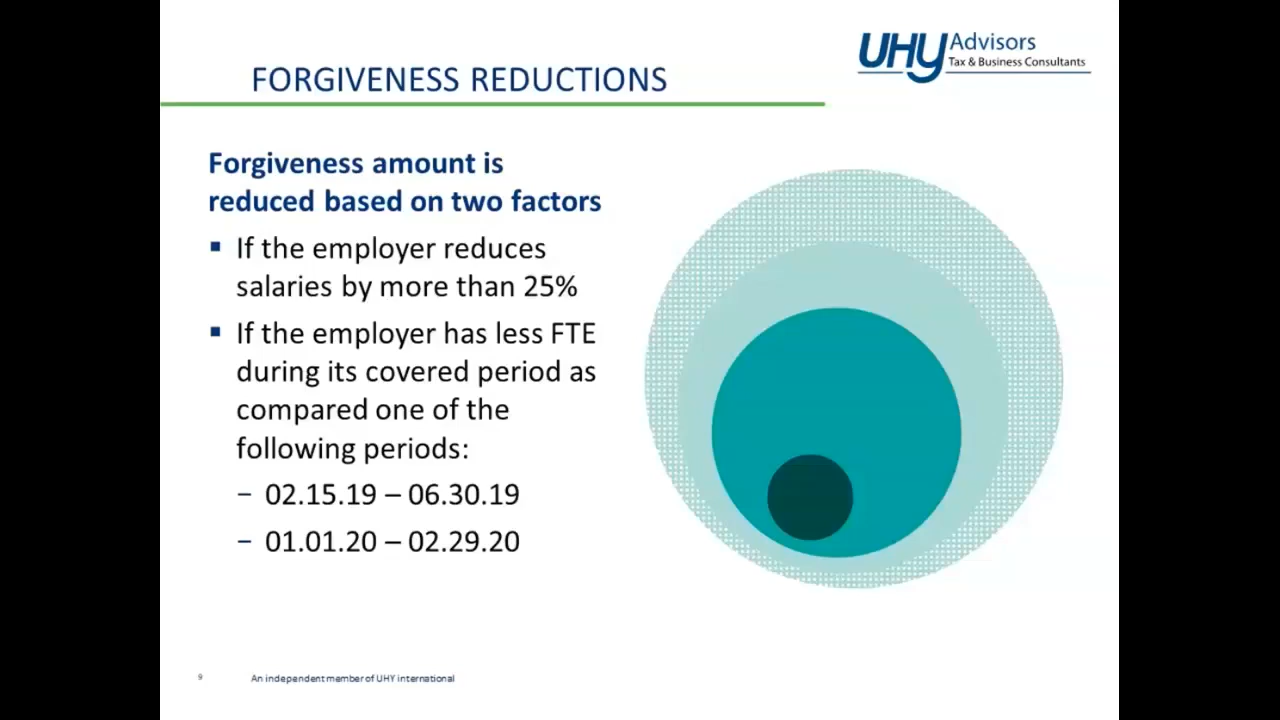 UHY Advisors
Tax & Business Consultants
FORGIVENESS REDUCTIONS
Forgiveness amount is
reduced based on two factors
▪ If the employer reduces
salaries by more than 25%
▪ If the employer has less FTE
during its covered period as
compared one of the
following periods:
− 02.15.19 – 06.30.19
− 01.01.20 – 02.29.20
9 An independent member of UHY international